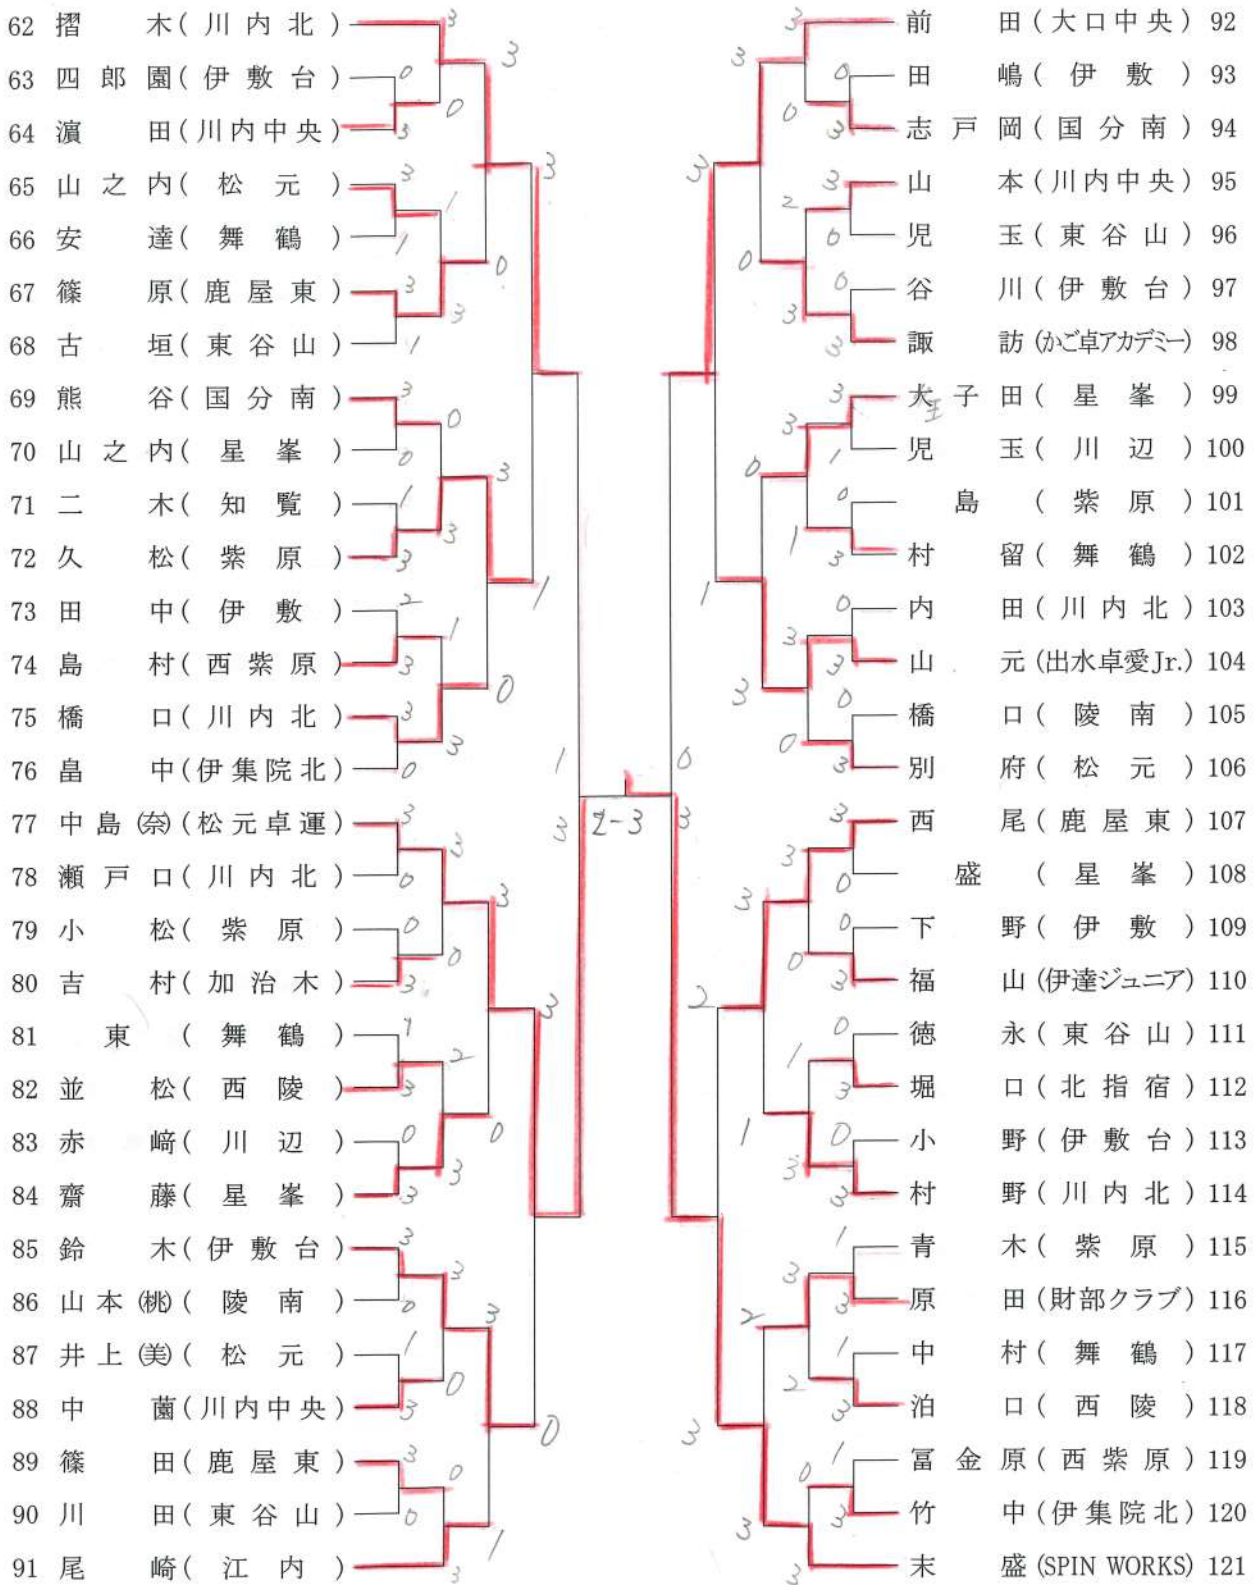 62 摺木(川内北)
63 四郎園(伊敷台)
64 濵田(川内中央)
65 山之内(松元)
66 安達(舞鶴)
67 篠原(鹿屋東)
68 古垣(東谷山)
69 熊谷(国分南)
70 山之内(星峯)
71 二木(知覧)
72 久松(紫原)
73 田中(伊敷)
74 島村(西紫原)
75 橋口(川内北)
76 畠中(伊集院北)
77 中島(奈)(松元卓運)
78 瀬戸口(川内北)
79 小松(紫原)
80 吉村(加治木)
81 東(舞鶴)
82 並松(西陵)
83 赤﨑(川辺)
84 齋藤(星峯)
85 鈴木(伊敷台)
86 山本(桃)(陵南)
87 井上(美)(松元)
88 中薗(川内中央)
89 篠田(鹿屋東)
90 川田(東谷山)
91 尾崎(江内)
2-3
前田(大口中央) 92
田嶋(伊敷) 93
志戸岡(国分南) 94
山本(川内中央) 95
児玉(東谷山) 96
谷川(伊敷台) 97
諏訪(かご卓アカデミー) 98
犬子田(星峯) 99
児玉(川辺) 100
島(紫原) 101
村留(舞鶴) 102
内田(川内北) 103
山元(出水卓愛Jr.) 104
橋口(陵南) 105
別府(松元) 106
西尾(鹿屋東) 107
盛(星峯) 108
下野(伊敷) 109
福山(伊達ジュニア) 110
徳永(東谷山) 111
堀口(北指宿) 112
小野(伊敷台) 113
村野(川内北) 114
青木(紫原) 115
原田(財部クラブ) 116
中村(舞鶴) 117
泊口(西陵) 118
冨金原(西紫原) 119
竹中(伊集院北) 120
末盛(SPIN WORKS) 121